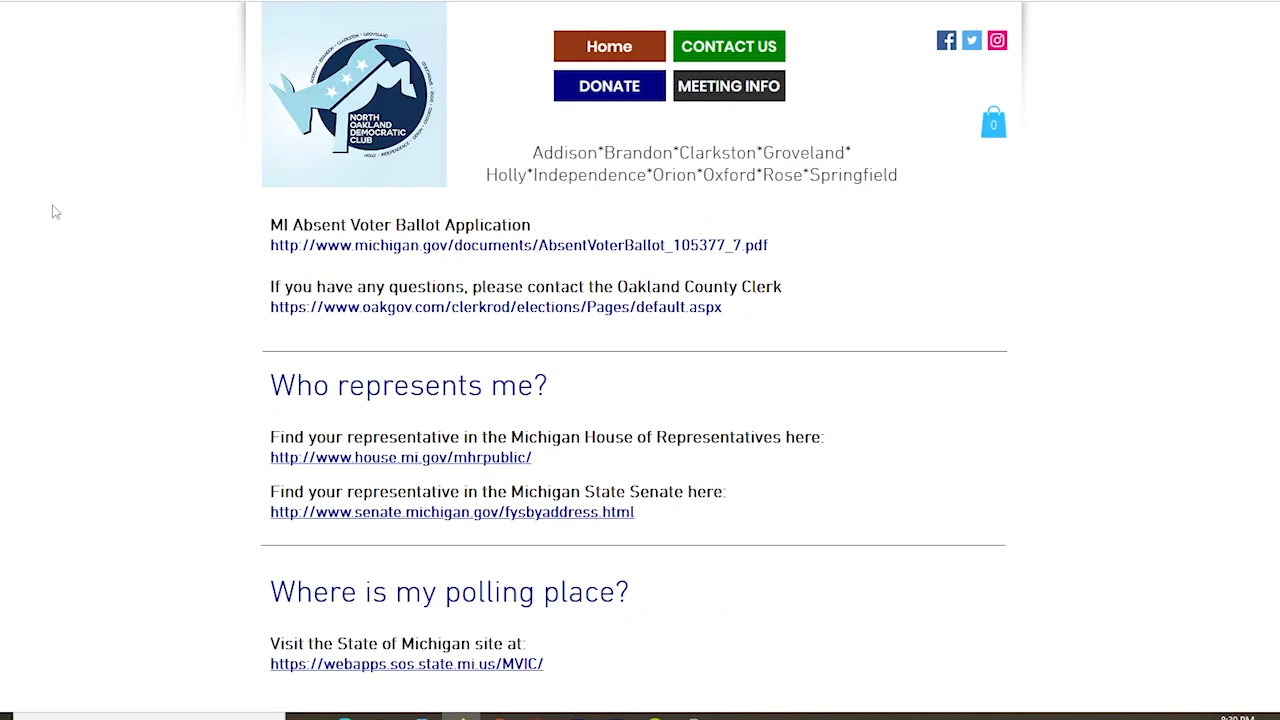 NORTH
OAKLAND
DEMOCRATIC
CLUB
Home
CONTACT US
DONATE
MEETING INFO
0
Addison*Brandon*Clarkston*Groveland*
Holly*Independence*Orion*Oxford*Rose*Springfield
MI Absent Voter Ballot Application
http://www.michigan.gov/documents/AbsentVoterBallot_105377_7.pdf
If you have any questions, please contact the Oakland County Clerk
https://www.oakgov.com/clerkrod/elections/Pages/default.aspx
Who represents me?
Find your representative in the Michigan House of Representatives here:
http://www.house.mi.gov/mhrpublic/
Find your representative in the Michigan State Senate here:
http://www.senate.michigan.gov/fysbyaddress.html
Where is my polling place?
Visit the State of Michigan site at:
https://webapps.sos.state.mi.us/MVIC/